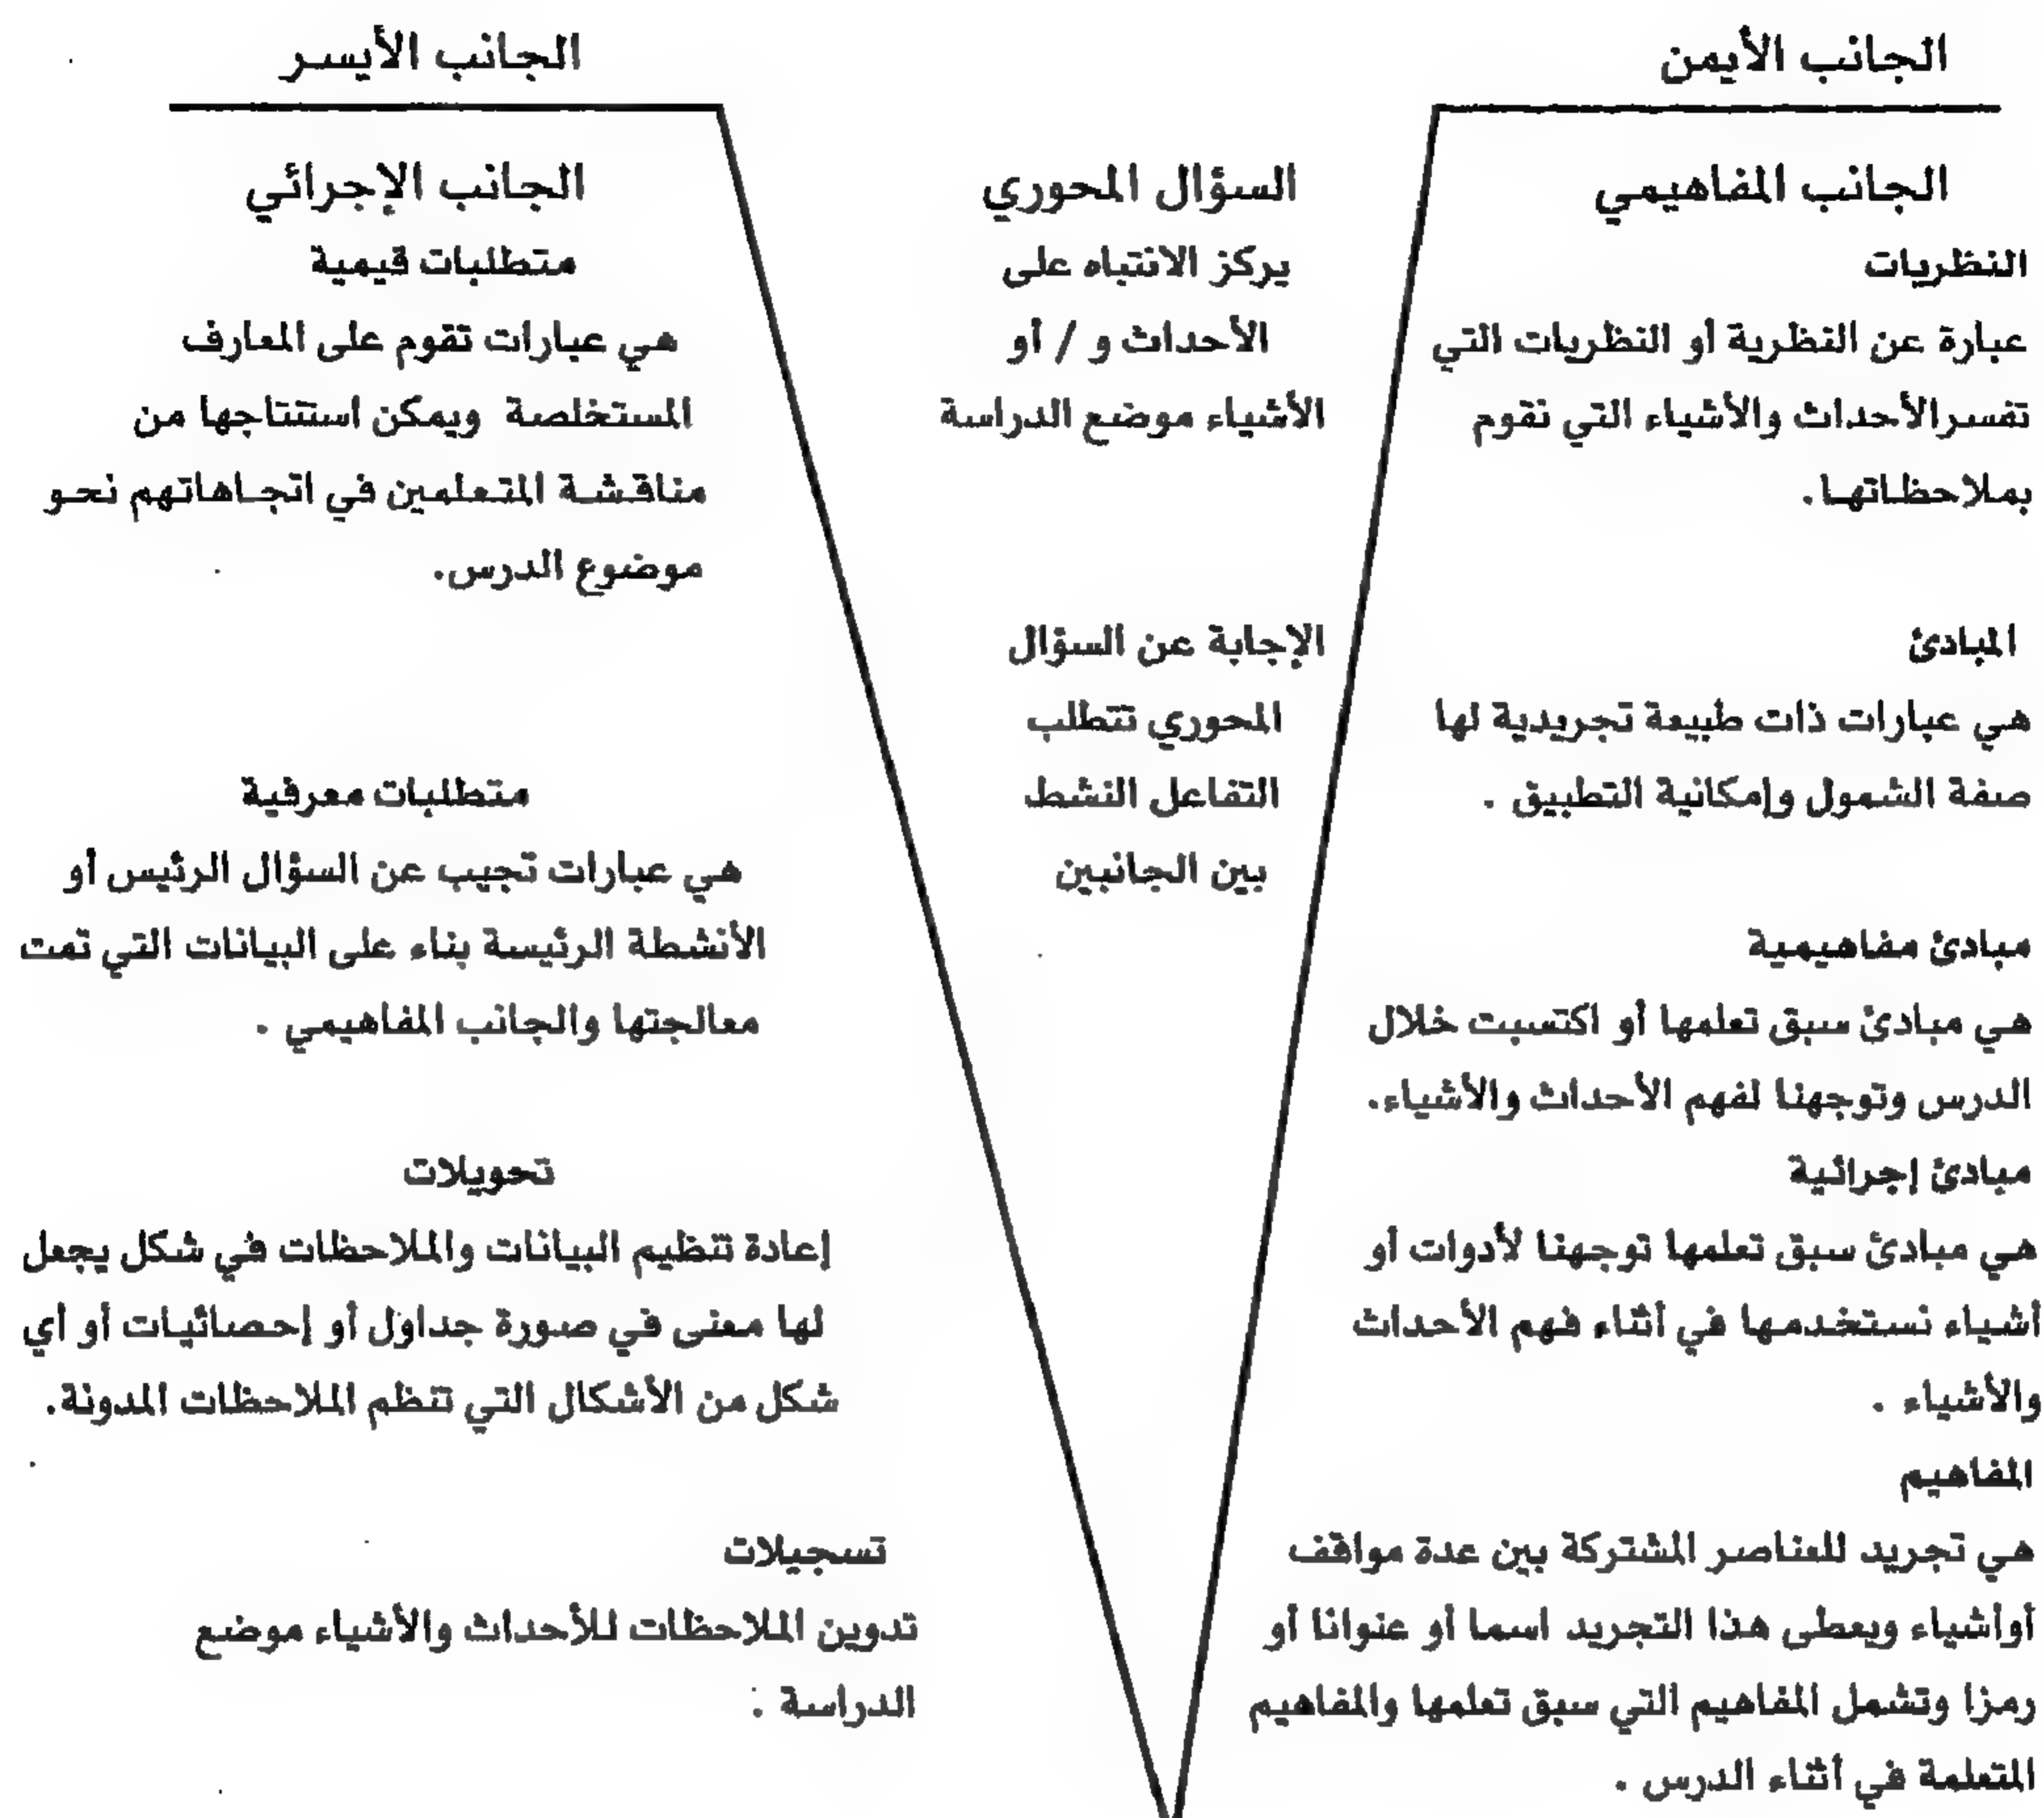 الجانب الأيمن
الجانب المفاهيمي
النظريات
عبارة عن النظرية أو النظريات التي
تفسرالأحداث والأشياء التي نقوم
بملاحظاتها.
المبادئ
هي عبارات ذات طبيعة تجريدية لها
صفة الشمول وإمكانية التطبيق .
مبادئ مفاهيمية
هي مبادئ سبق تعلمها أو اكتسبت خلال
الدرس وتوجهنا لفهم الأحداث والأشياء.
مبادئ إجرائية
هي مبادئ سبق تعلمها توجهنا لأدوات أو
أشياء نستخدمها في أثناء فهم الأحداث
والأشياء .
المفاهيم
هي تجريد للعناصر المشتركة بين عدة مواقف
أوأشياء ويعطى هذا التجريد اسما أو عنوانا أو
رمزا وتشمل المفاهيم التي سبق تعلمها والمفاهيم
المتعلمة في أثناء الدرس .
السؤال المحوري
يركز الانتباه على
الأحداث و / أو
الأشياء موضع الدراسة
الإجابة عن السؤال
المحوري تتطلب
التفاعل النشط
بين الجانبين
الجانب الأيسر
الجانب الإجرائي
متطلبات قيمية
هي عبارات تقوم على المعارف
المستخلصة ويمكن استنتاجها من
مناقشة المتعلمين في اتجاهاتهم نحو
موضوع الدرس.
متطلبات معرفية
هي عبارات تجيب عن السؤال الرئيس أو
الأنشطة الرئيسة بناء على البيانات التي تمت
معالجتها والجانب المفاهيمي .
تحويلات
إعادة تنظيم البيانات والملاحظات في شكل يجعل
لها معنى في صورة جداول أو إحصائيات أو أي
شكل من الأشكال التي تنظم الملاحظات المدونة.
تسجيلات
تدوين الملاحظات للأحداث والأشياء موضع
الدراسة :